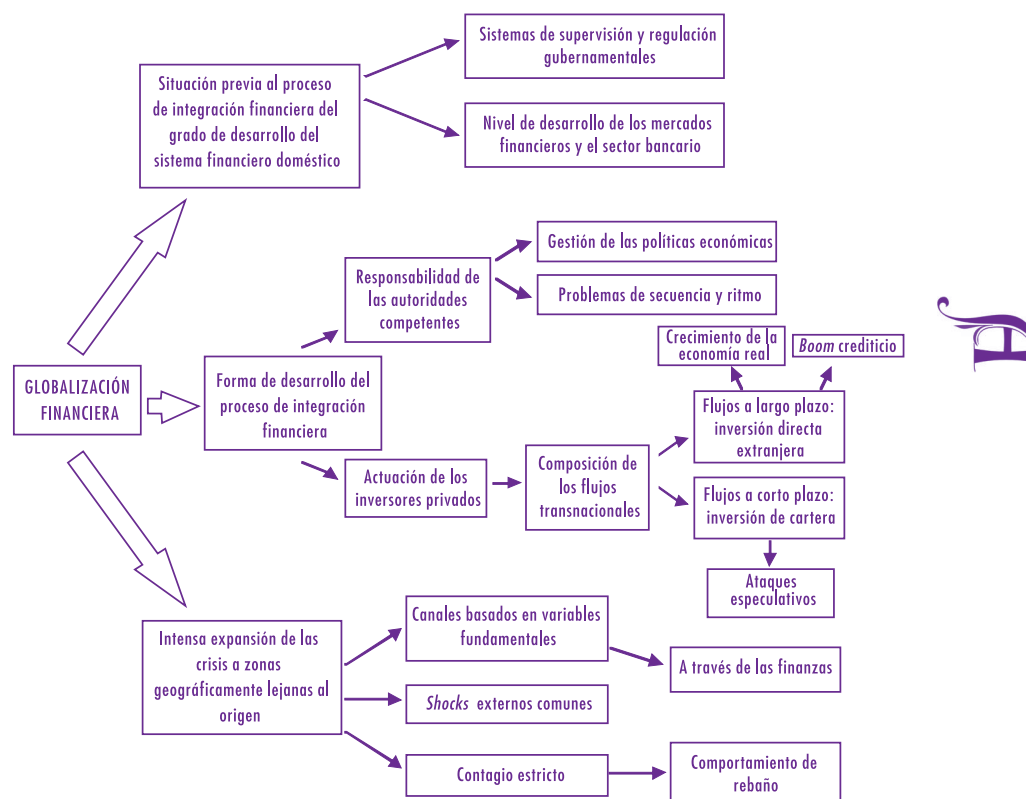 Sistemas de supervisión y regulación
gubernamentales
Situación previa al proceso
de integración financiera del
grado de desarrollo del
sistema financiero doméstico
Nivel de desarrollo de los mercados
financieros y el sector bancario
Gestión de las políticas económicas
Responsabilidad de
las autoridades
competentes
Problemas de secuencia y ritmo
Crecimiento de la
economía real
Boom crediticio
GLOBALIZACIÓN
FINANCIERA
Forma de desarrollo del
proceso de integración
financiera
Flujos a largo plazo:
inversión directa
extranjera
Actuación de los
inversores privados
Composición de
los flujos
transnacionales
Flujos a corto plazo:
inversión de cartera
Ataques
especulativos
Intensa expansión de las
crisis a zonas
geográficamente lejanas al
origen
Canales basados en variables
fundamentales
A través de las finanzas
Shocks externos comunes
Contagio estricto
Comportamiento de
rebaño